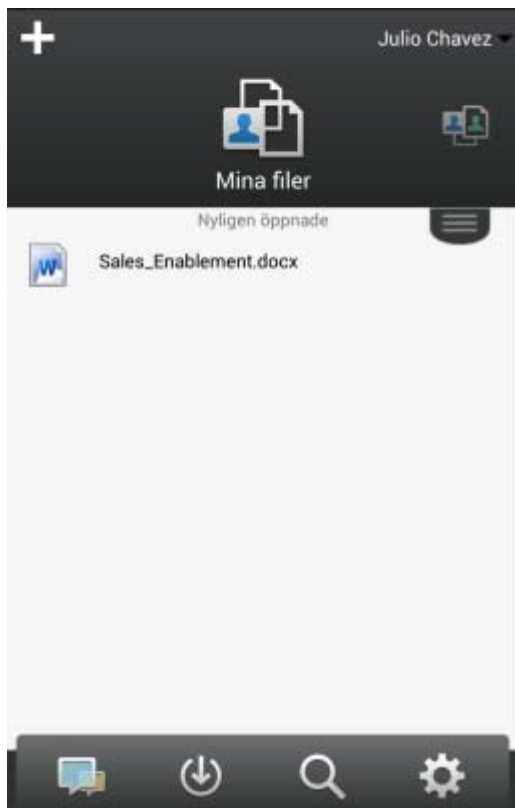 Julio Chavez
Mina filer
Nyligen öppnade
Sales_Enablement.docx